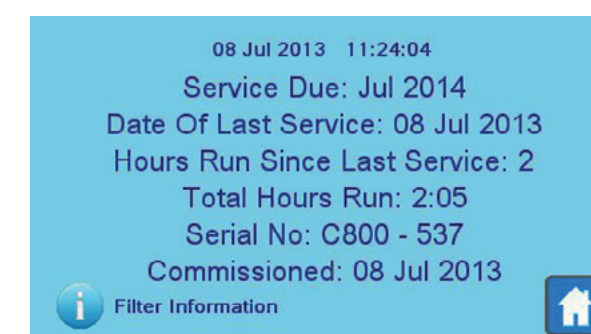 08 Jul 2013 11:24:04
Service Due: Jul 2014
Date Of Last Service: 08 Jul 2013
Hours Run Since Last Service: 2
Total Hours Run: 2:05
Serial No: C800 - 537
Commissioned: 08 Jul 2013
i Filter Information